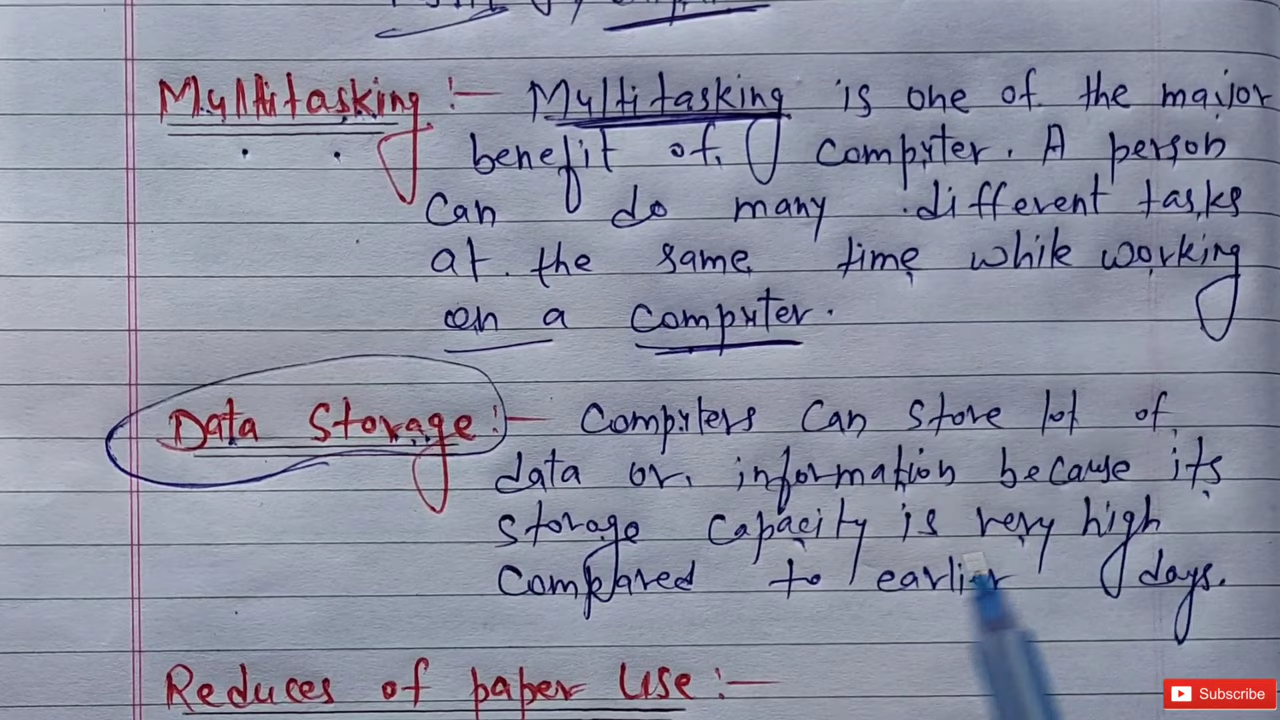 Multitasking :- Multitasking is one of the major
benefit of computer. A person
can do many different tasks
at the same time while working
on a computer.
Data Storage :- Computers can store lot of
data or information because its
storage capacity is very high
compared to earlier days.
Reduces of paper use :-
Subscribe